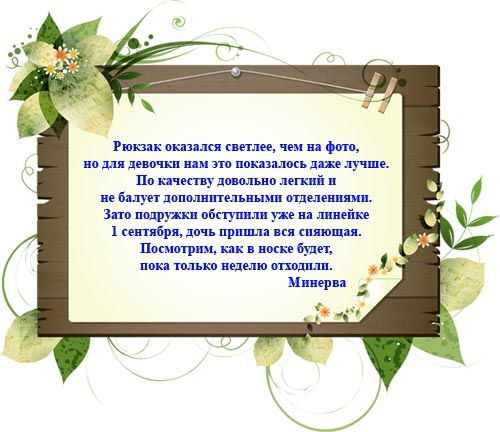 Рюкзак оказался светлее, чем на фото,
но для девочки нам это показалось даже лучше.
По качеству довольно легкий и
не балует дополнительными отделениями.
Зато подружки обступили уже на линейке
1 сентября, дочь пришла вся сияющая.
Посмотрим, как в носке будет,
пока только неделю отходили.
Минерва